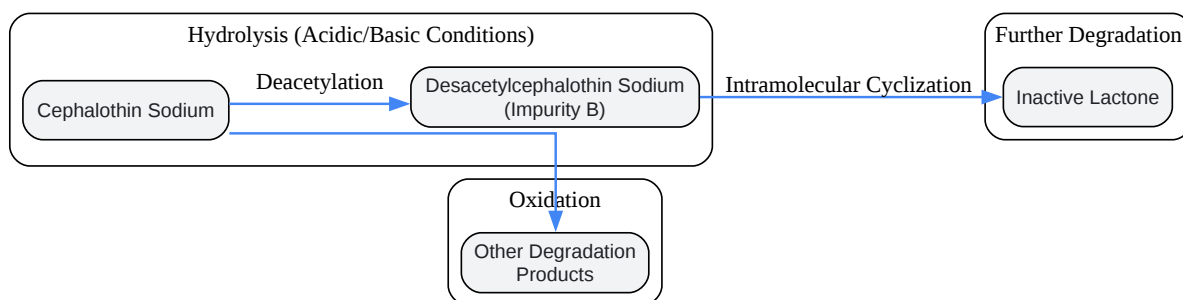 Hydrolysis (Acidic/Basic Conditions)
Further Degradation
Deacetylation
Cephalothin Sodium
Desacetylcephalothin Sodium
(Impurity B)
Intramolecular Cyclization
Inactive Lactone
Oxidation
Other Degradation
Products